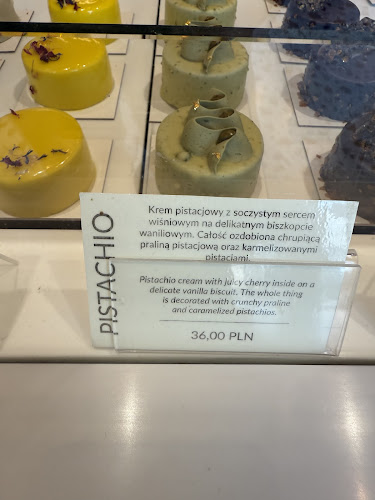 PISTACHIO
Krem pistacjowy z soczystym sercem
wiśniowym na delikatnym biszkopcie
waniliowym. Całość ozdobiona chrupiącą
praliną pistacjową oraz karmelizowanymi
pistacjami.
Pistachio cream with juicy cherry inside on a
delicate vanilla biscuit. The whole thing
is decorated with crunchy praline
and caramelized pistachios.
36,00 PLN